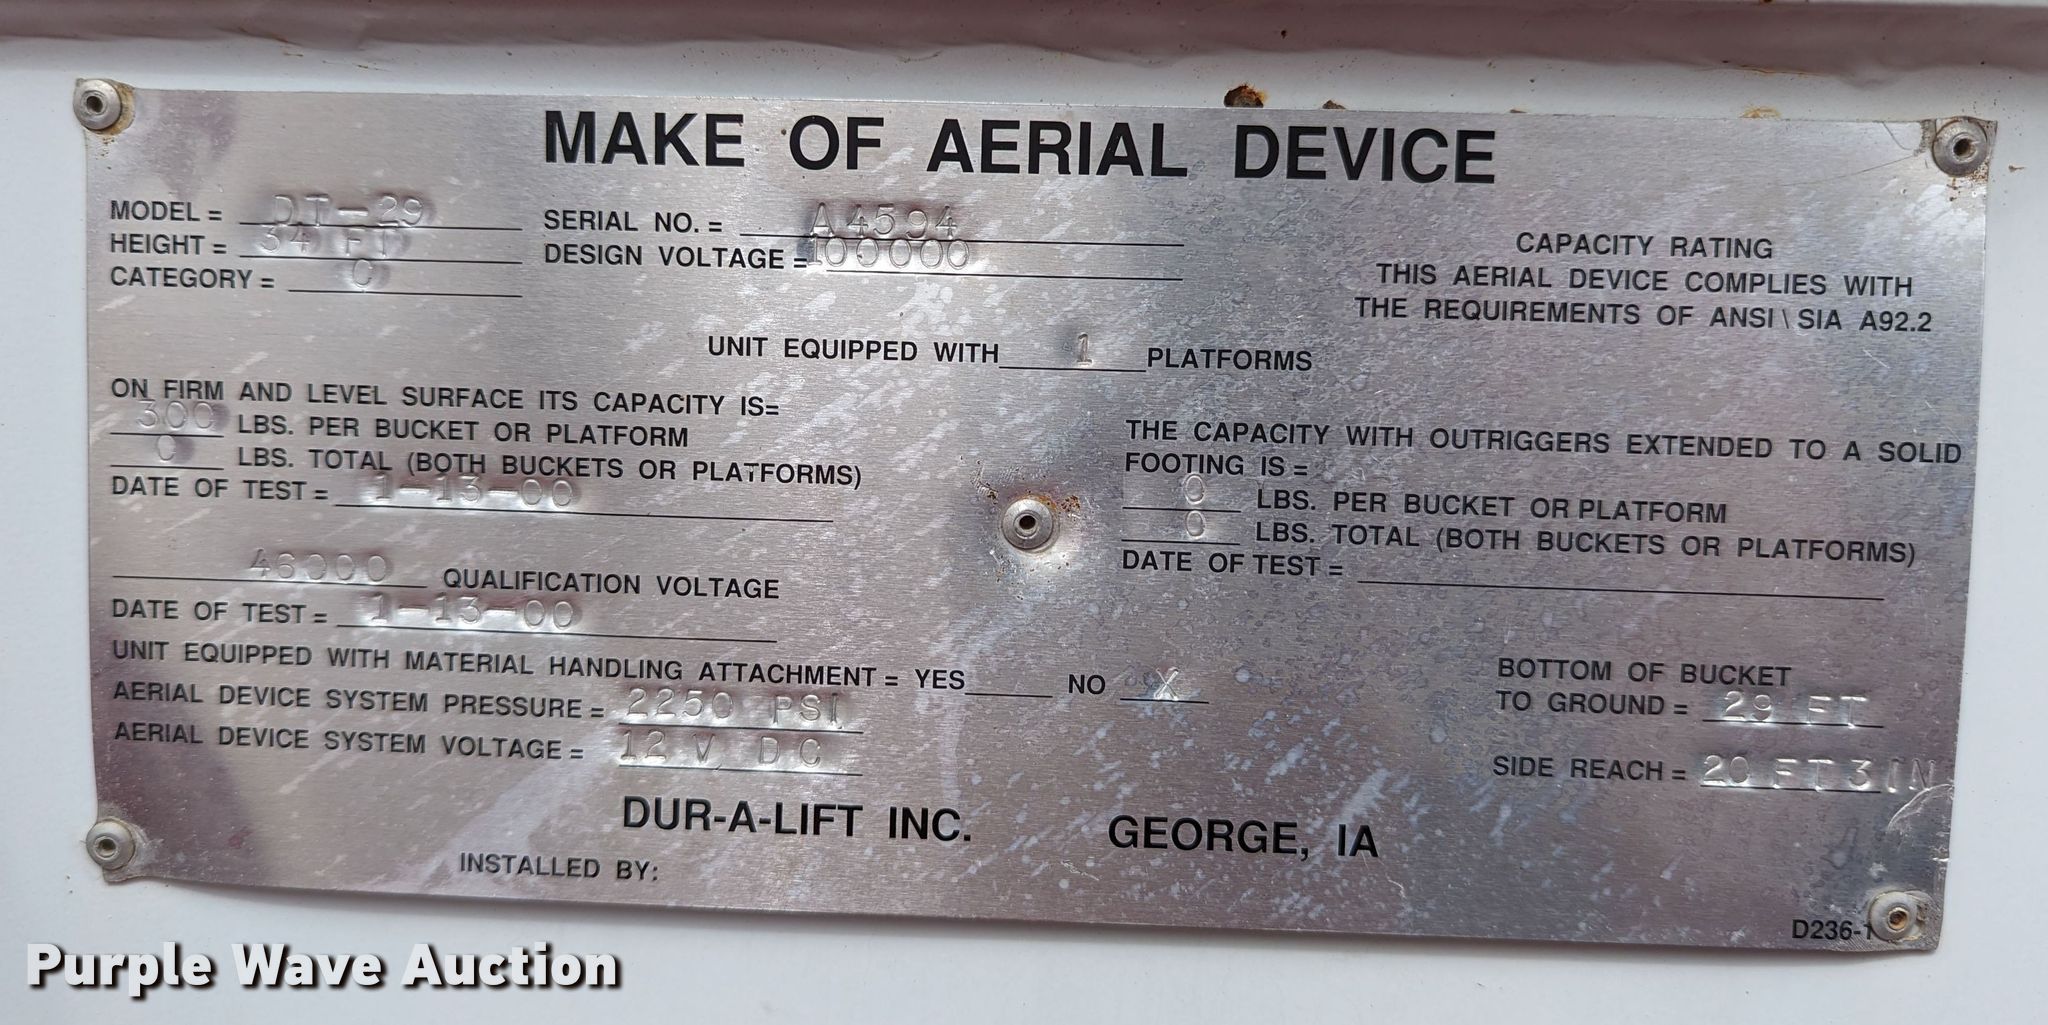 MAKE OF AERIAL DEVICE
MODEL = DT-29
HEIGHT = 34 FT
CATEGORY = C
SERIAL NO. = A4594
DESIGN VOLTAGE = 100000
CAPACITY RATING
THIS AERIAL DEVICE COMPLIES WITH
THE REQUIREMENTS OF ANSI \ SIA A92.2
UNIT EQUIPPED WITH 1 PLATFORMS
ON FIRM AND LEVEL SURFACE ITS CAPACITY IS=
300 LBS. PER BUCKET OR PLATFORM
0 LBS. TOTAL (BOTH BUCKETS OR PLATFORMS)
DATE OF TEST = 1-13-00
THE CAPACITY WITH OUTRIGGERS EXTENDED TO A SOLID
FOOTING IS =
0 LBS. PER BUCKET OR PLATFORM
0 LBS. TOTAL (BOTH BUCKETS OR PLATFORMS)
DATE OF TEST =
46000 QUALIFICATION VOLTAGE
DATE OF TEST = 1-13-00
UNIT EQUIPPED WITH MATERIAL HANDLING ATTACHMENT = YES NO X
AERIAL DEVICE SYSTEM PRESSURE = 2250 PSI
AERIAL DEVICE SYSTEM VOLTAGE = 12 V DC
BOTTOM OF BUCKET
TO GROUND = 29 FT
SIDE REACH = 20 FT 3 IN
DUR-A-LIFT INC. GEORGE, IA
INSTALLED BY:
D236-1
Purple Wave Auction